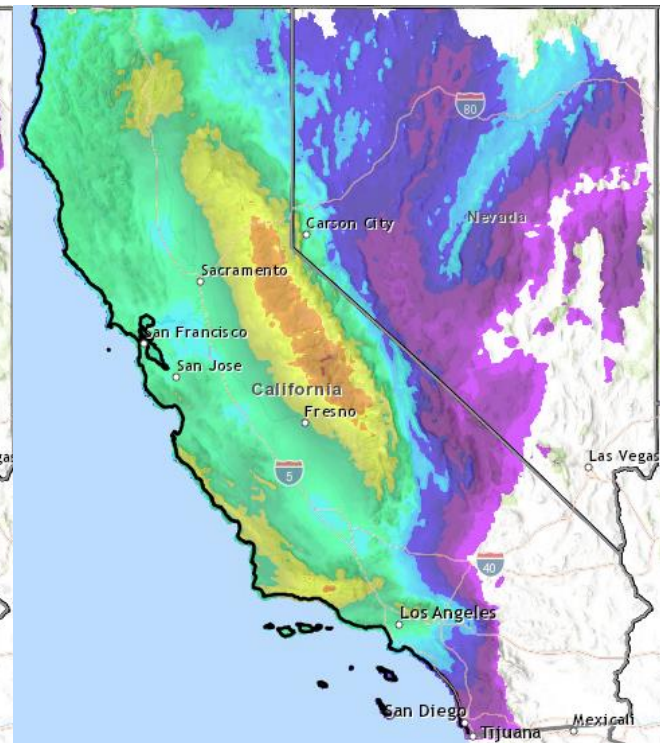 80
Carson City
Nevada
Sacramento
San Francisco
San Jose
California
Fresno
5
Las Vegas
40
Los Angeles
San Diego
Tijuana
Mexicali